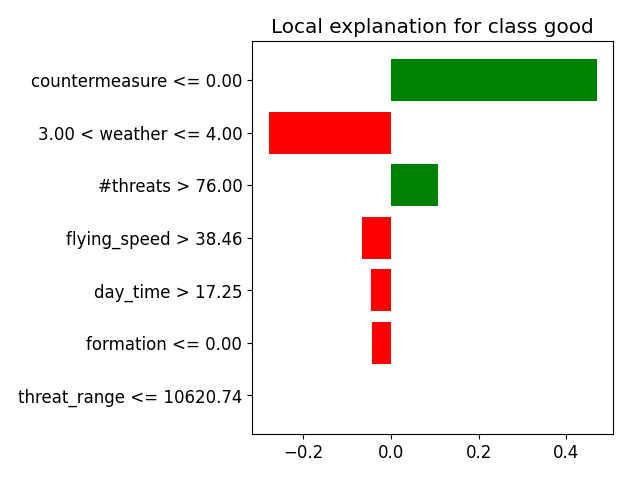 Local explanation for class good
countermeasure <= 0.00
3.00 < weather <= 4.00
#threats > 76.00
flying_speed > 38.46
day_time > 17.25
formation <= 0.00
threat_range <= 10620.74
−0.2 0.0 0.2 0.4